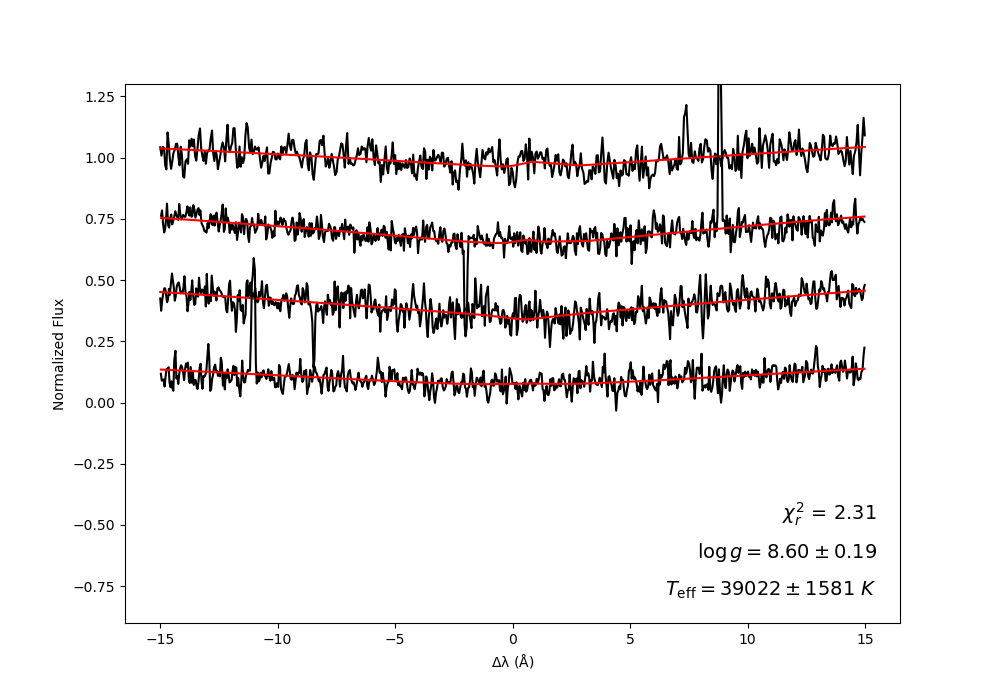 1.25
1.00
0.75
0.50
0.25
0.00
−0.25
−0.50
−0.75
Normalized Flux
χ²ᵣ = 2.31
log g = 8.60 ± 0.19
T_eff = 39022 ± 1581 K
−15 −10 −5 0 5 10 15
Δλ (Å)